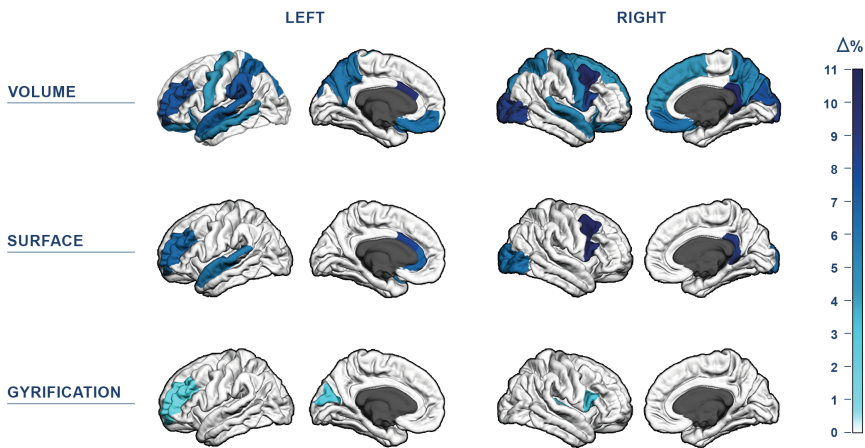 LEFT RIGHT
Δ%
VOLUME
SURFACE
GYRIFICATION
11
10
9
8
7
6
5
4
3
2
1
0